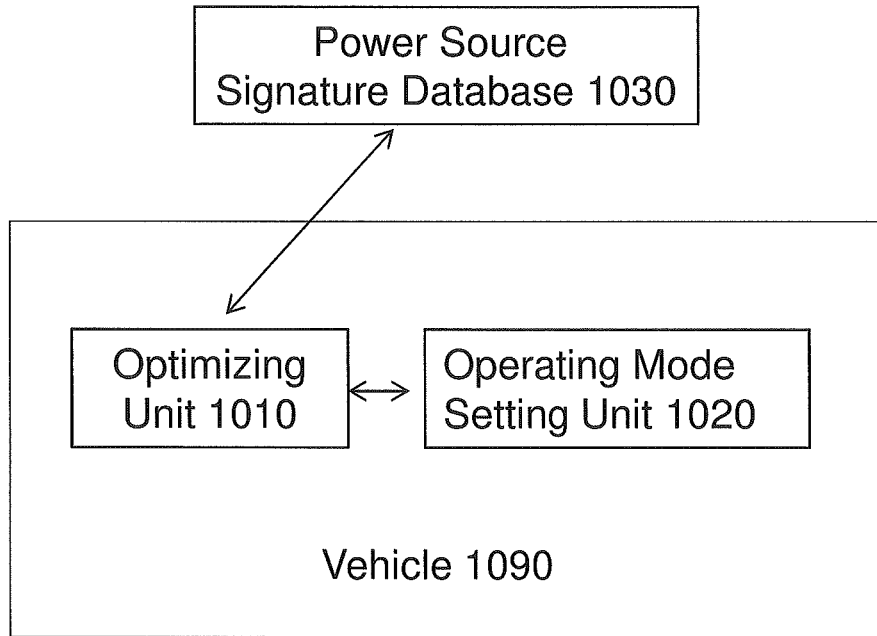 Power Source
Signature Database 1030
Optimizing
Unit 1010
Operating Mode
Setting Unit 1020
Vehicle 1090